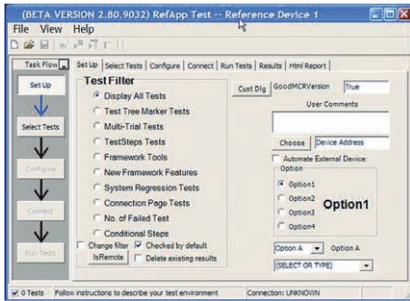 (BETA VERSION 2.80.9032) RefApp Test -- Reference Device 1
File View Help
Task Flow
Set Up Select Tests Configure Connect Run Tests Results Html Report
Set Up
Select Tests
Configure
Connect
Run Tests
Test Filter
Display All Tests
Test Tree Marker Tests
Multi-Trial Tests
TestSteps Tests
Framework Tools
New Framework Features
System Regression Tests
Connection Page Tests
No. of Failed Test
Conditional Steps
Change filter Checked by default
IsRemote Delete existing results
Cust Dlg GoodMCRVersion True
User Comments
Choose Device Address
Automate External Device:
Option
Option1
Option2
Option3
Option4
Option1
Option A Option A
(SELECT OR TYPE)
0 Tests Follow instructions to describe your test environment Connection: UNKNOWN